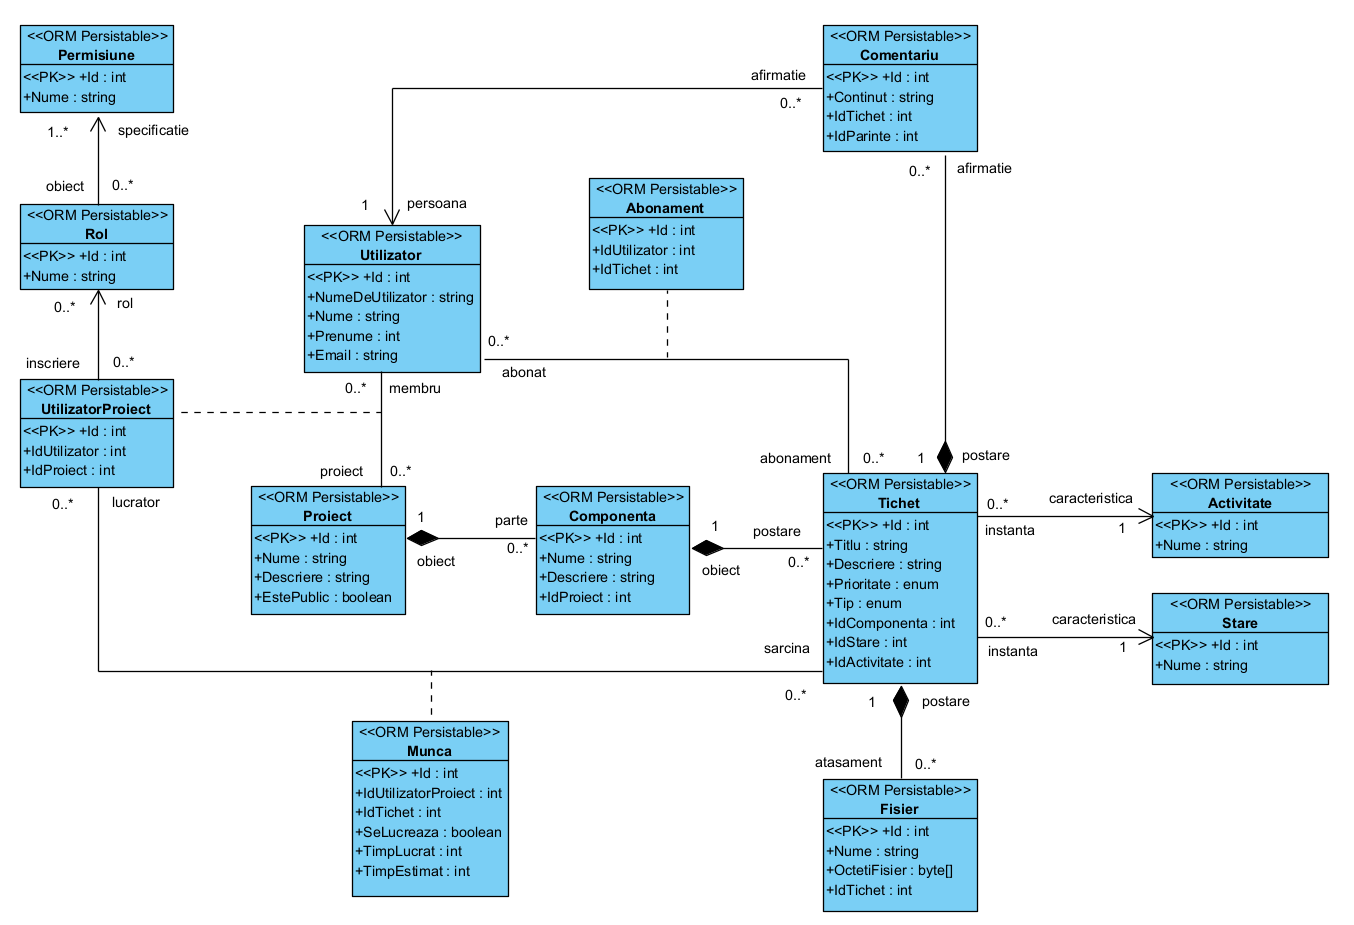 <<ORM Persistable>>
Permisiune
<<PK>> +Id : int
+Nume : string
1..*
specificatie
obiect
0..*
<<ORM Persistable>>
Rol
<<PK>> +Id : int
+Nume : string
0..*
rol
inscriere
0..*
<<ORM Persistable>>
UtilizatorProiect
<<PK>> +Id : int
+IdUtilizator : int
+IdProiect : int
0..*
lucrator
afirmatie
0..*
1
persoana
<<ORM Persistable>>
Utilizator
<<PK>> +Id : int
+NumeDeUtilizator : string
+Nume : string
+Prenume : int
+Email : string
0..*
membru
0..*
abonat
<<ORM Persistable>>
Abonament
<<PK>> +Id : int
+IdUtilizator : int
+IdTichet : int
<<ORM Persistable>>
Comentariu
<<PK>> +Id : int
+Continut : string
+IdTichet : int
+IdParinte : int
0..*
afirmatie
1
postare
abonament
0..*
proiect
0..*
<<ORM Persistable>>
Proiect
<<PK>> +Id : int
+Nume : string
+Descriere : string
+EstePublic : boolean
1
obiect
parte
0..*
<<ORM Persistable>>
Componenta
<<PK>> +Id : int
+Nume : string
+Descriere : string
+IdProiect : int
1
obiect
postare
0..*
<<ORM Persistable>>
Tichet
<<PK>> +Id : int
+Titlu : string
+Descriere : string
+Prioritate : enum
+Tip : enum
+IdComponenta : int
+IdStare : int
+IdActivitate : int
0..*
instanta
caracteristica
1
<<ORM Persistable>>
Activitate
<<PK>> +Id : int
+Nume : string
0..*
instanta
caracteristica
1
<<ORM Persistable>>
Stare
<<PK>> +Id : int
+Nume : string
sarcina
0..*
1
postare
atasament
0..*
<<ORM Persistable>>
Munca
<<PK>> +Id : int
+IdUtilizatorProiect : int
+IdTichet : int
+SeLucreaza : boolean
+TimpLucrat : int
+TimpEstimat : int
<<ORM Persistable>>
Fisier
<<PK>> +Id : int
+Nume : string
+OctetiFisier : byte[]
+IdTichet : int